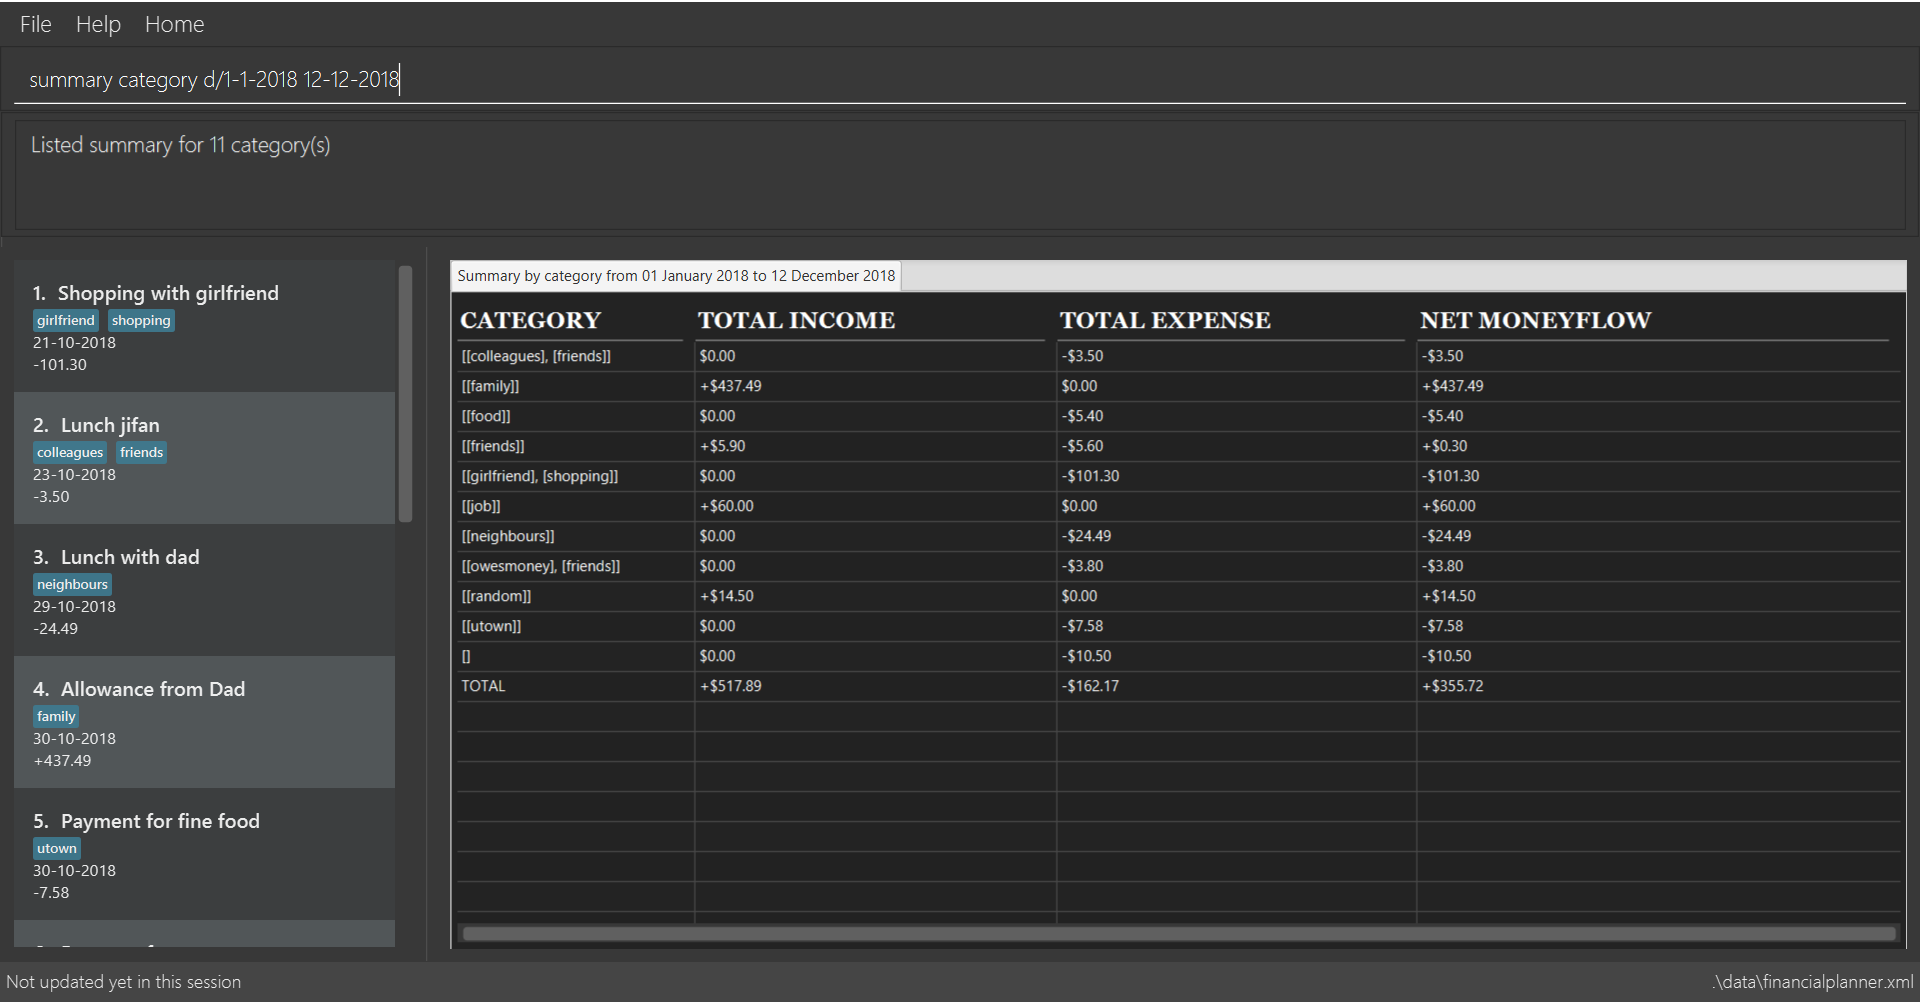 File Help Home
summary category d/1-1-2018 12-12-2018
Listed summary for 11 category(s)
1. Shopping with girlfriend
girlfriend shopping
21-10-2018
-101.30
2. Lunch jifan
colleagues friends
23-10-2018
-3.50
3. Lunch with dad
neighbours
29-10-2018
-24.49
4. Allowance from Dad
family
30-10-2018
+437.49
5. Payment for fine food
utown
30-10-2018
-7.58
Summary by category from 01 January 2018 to 12 December 2018
CATEGORY TOTAL INCOME TOTAL EXPENSE NET MONEYFLOW
[[colleagues], [friends]] $0.00 -$3.50 -$3.50
[[family]] +$437.49 $0.00 +$437.49
[[food]] $0.00 -$5.40 -$5.40
[[friends]] +$5.90 -$5.60 +$0.30
[[girlfriend], [shopping]] $0.00 -$101.30 -$101.30
[[job]] +$60.00 $0.00 +$60.00
[[neighbours]] $0.00 -$24.49 -$24.49
[[owesmoney], [friends]] $0.00 -$3.80 -$3.80
[[random]] +$14.50 $0.00 +$14.50
[[utown]] $0.00 -$7.58 -$7.58
[] $0.00 -$10.50 -$10.50
TOTAL +$517.89 -$162.17 +$355.72
Not updated yet in this session
.\data\financialplanner.xml